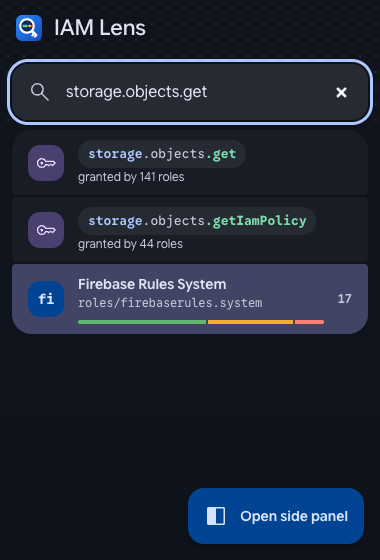 IAM Lens
storage.objects.get
storage.objects.get
granted by 141 roles
storage.objects.getIamPolicy
granted by 44 roles
fi
Firebase Rules System
roles/firebaserules.system
17
Open side panel